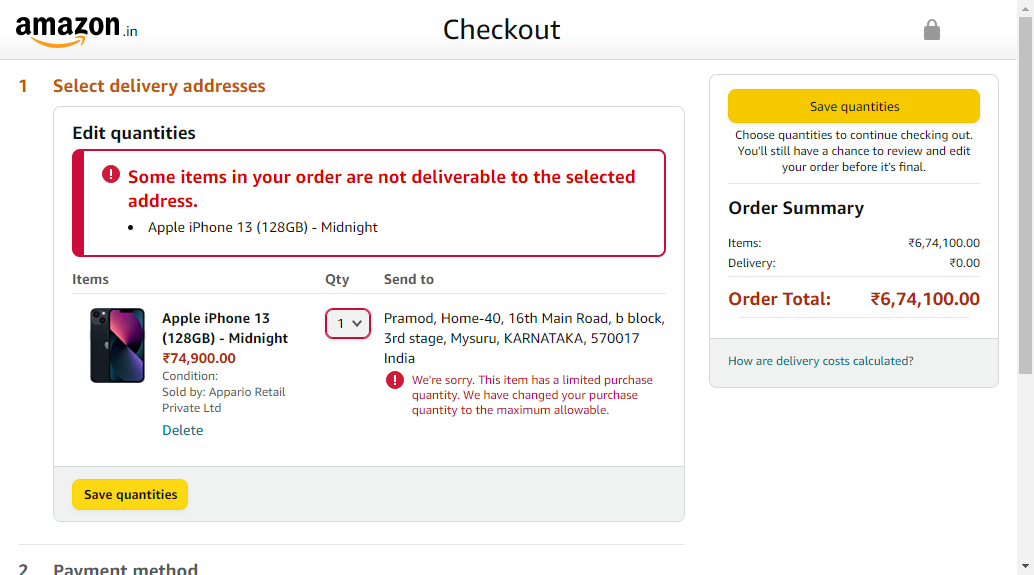 amazon.in
Checkout
1 Select delivery addresses
Edit quantities
Some items in your order are not deliverable to the selected
address.
• Apple iPhone 13 (128GB) - Midnight
Items Qty Send to
Apple iPhone 13
(128GB) - Midnight
₹74,900.00
Condition:
Sold by: Appario Retail
Private Ltd
Delete
1
Pramod, Home-40, 16th Main Road, b block,
3rd stage, Mysuru, KARNATAKA, 570017
India
We're sorry. This item has a limited purchase
quantity. We have changed your purchase
quantity to the maximum allowable.
Save quantities
Save quantities
Choose quantities to continue checking out.
You'll still have a chance to review and edit
your order before it's final.
Order Summary
Items: ₹6,74,100.00
Delivery: ₹0.00
Order Total: ₹6,74,100.00
How are delivery costs calculated?
2 Payment method